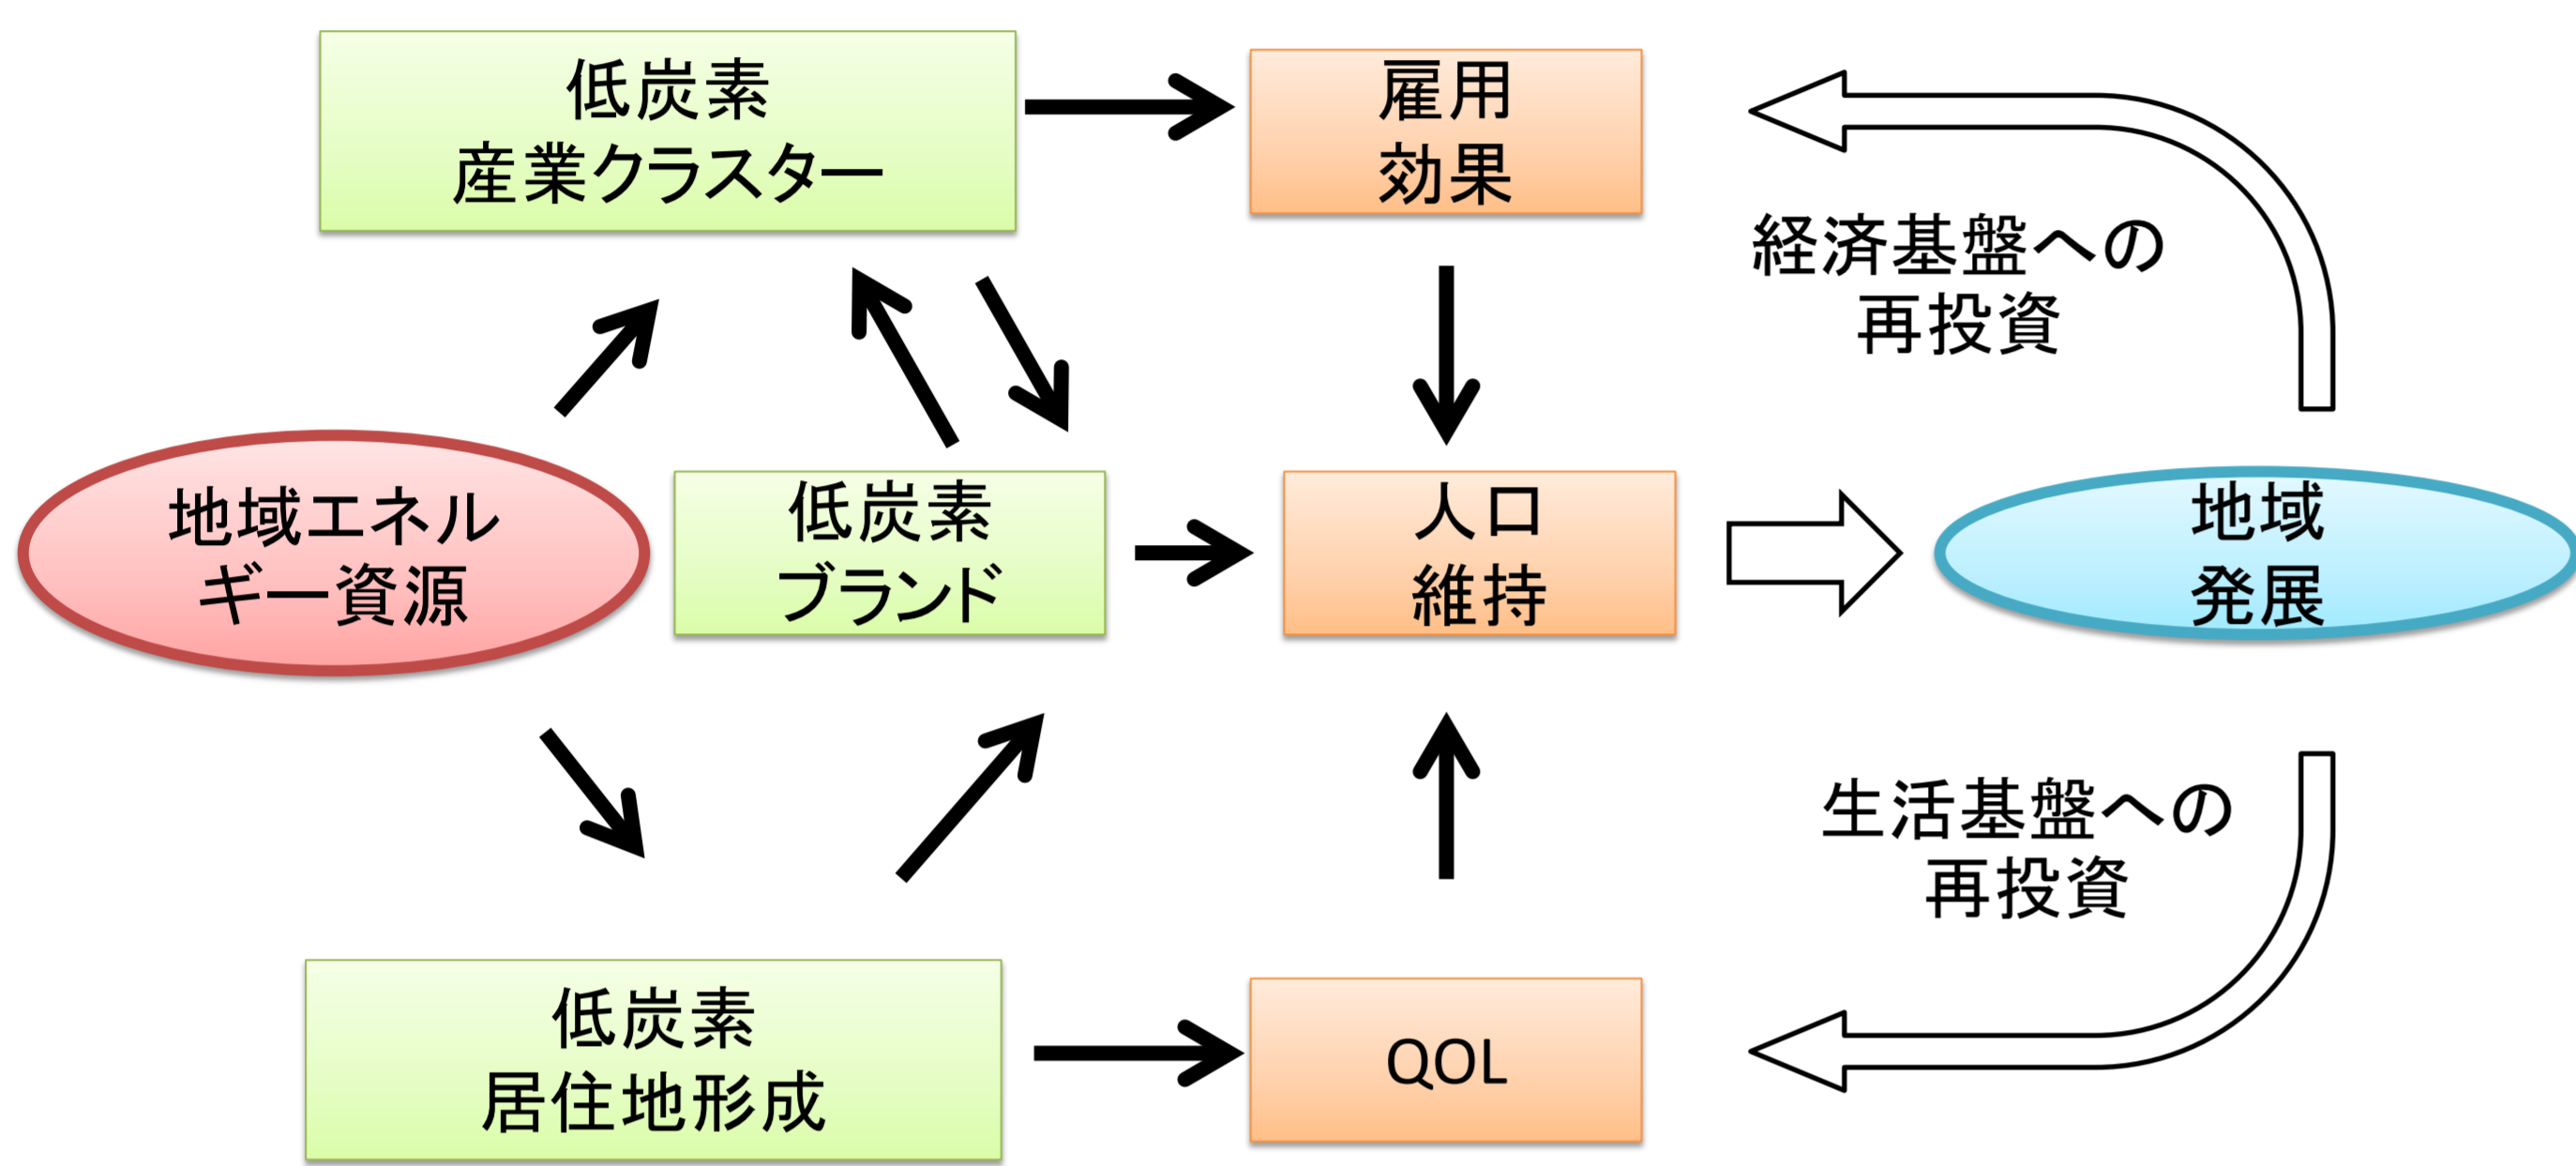 低炭素
産業クラスター
雇用
効果
経済基盤への
再投資
地域エネル
ギー資源
低炭素
ブランド
人口
維持
地域
発展
生活基盤への
再投資
低炭素
居住地形成
QOL